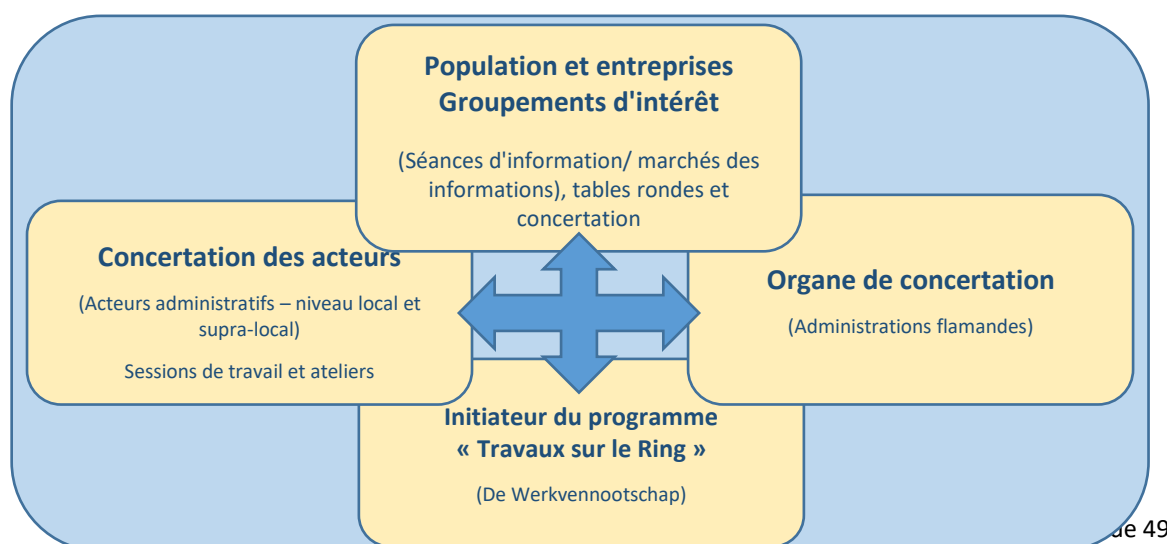 Population et entreprises
Groupements d'intérêt
(Séances d'information/ marchés des
informations), tables rondes et
concertation
Concertation des acteurs
(Acteurs administratifs – niveau local et
supra-local)
Sessions de travail et ateliers
Organe de concertation
(Administrations flamandes)
Initiateur du programme
« Travaux sur le Ring »
(De Werkvennootschap)
de 49